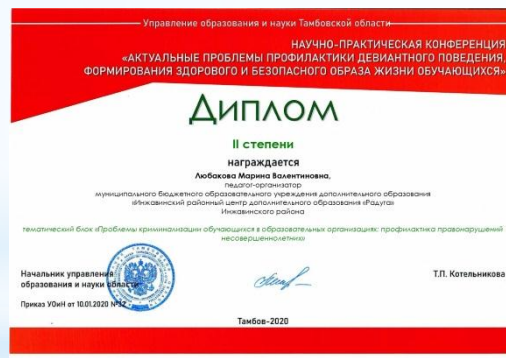 Управление образования и науки Тамбовской области
НАУЧНО-ПРАКТИЧЕСКАЯ КОНФЕРЕНЦИЯ
«АКТУАЛЬНЫЕ ПРОБЛЕМЫ ПРОФИЛАКТИКИ ДЕВИАНТНОГО ПОВЕДЕНИЯ,
ФОРМИРОВАНИЯ ЗДОРОВОГО И БЕЗОПАСНОГО ОБРАЗА ЖИЗНИ ОБУЧАЮЩИХСЯ»
Диплом
II степени
награждается
Любакова Марина Валентиновна,
педагог-организатор
муниципального бюджетного образовательного учреждения дополнительного образования
«Инжавинский районный центр дополнительного образования «Радуга»
Инжавинского района
тематический блок «Проблемы криминализации обучающихся в образовательных организациях: профилактика правонарушений
несовершеннолетних»
Начальник управления
образования и науки области
Т.П. Котельникова
Приказ УОиН от 10.01.2020 №12
Тамбов-2020